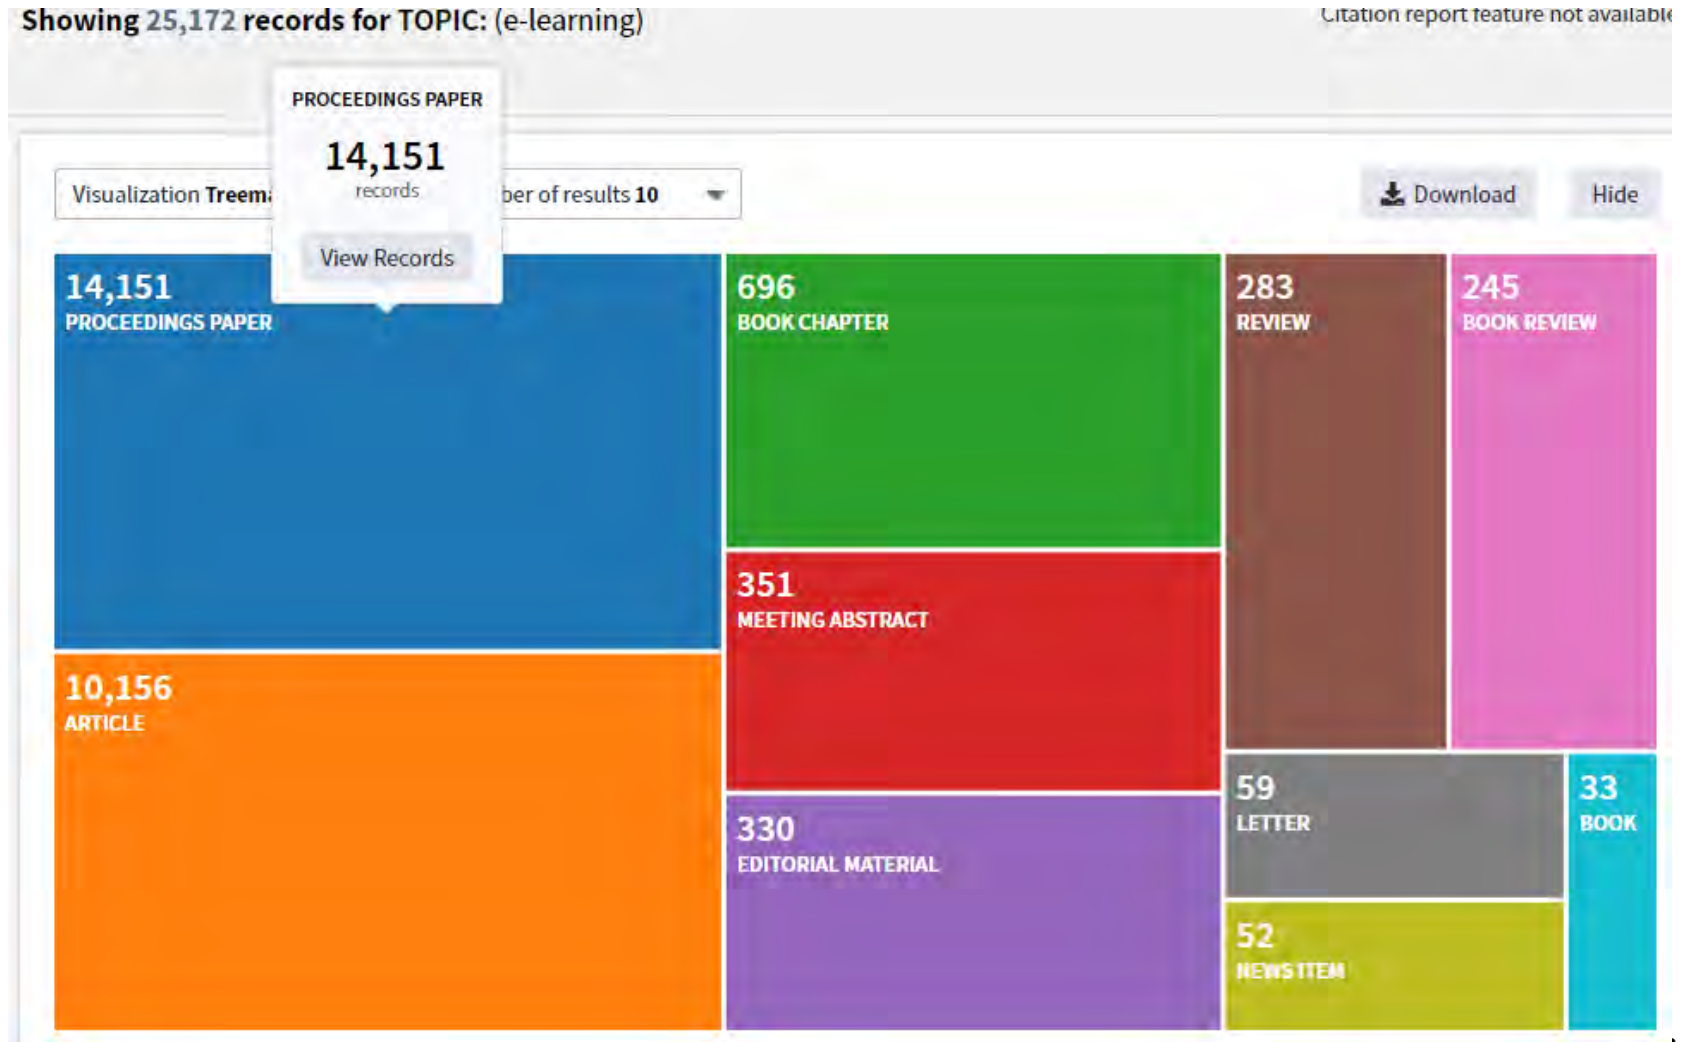 Showing 25,172 records for TOPIC: (e-learning)
Citation report feature not available
PROCEEDINGS PAPER
14,151
records
View Records
Visualization Treema
ber of results 10
Download
Hide
14,151
PROCEEDINGS PAPER
696
BOOK CHAPTER
283
REVIEW
245
BOOK REVIEW
351
MEETING ABSTRACT
10,156
ARTICLE
59
LETTER
33
BOOK
330
EDITORIAL MATERIAL
52
NEWS ITEM